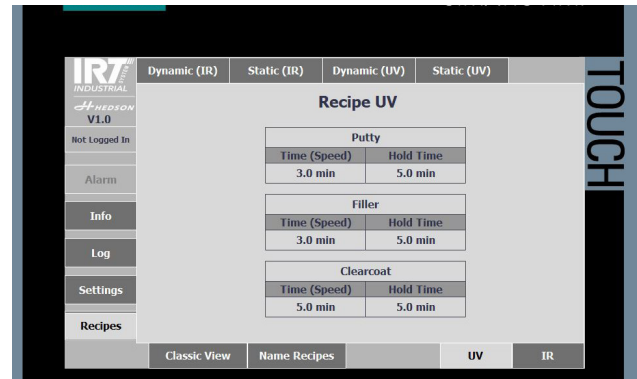 IRT SYSTEM
INDUSTRIAL
HEDSON
V1.0
Not Logged In
Alarm
Info
Log
Settings
Recipes
Dynamic (IR) Static (IR) Dynamic (UV) Static (UV)
Recipe UV
Putty
Time (Speed) Hold Time
3.0 min 5.0 min
Filler
Time (Speed) Hold Time
3.0 min 5.0 min
Clearcoat
Time (Speed) Hold Time
5.0 min 5.0 min
Classic View Name Recipes UV IR
TOUCH